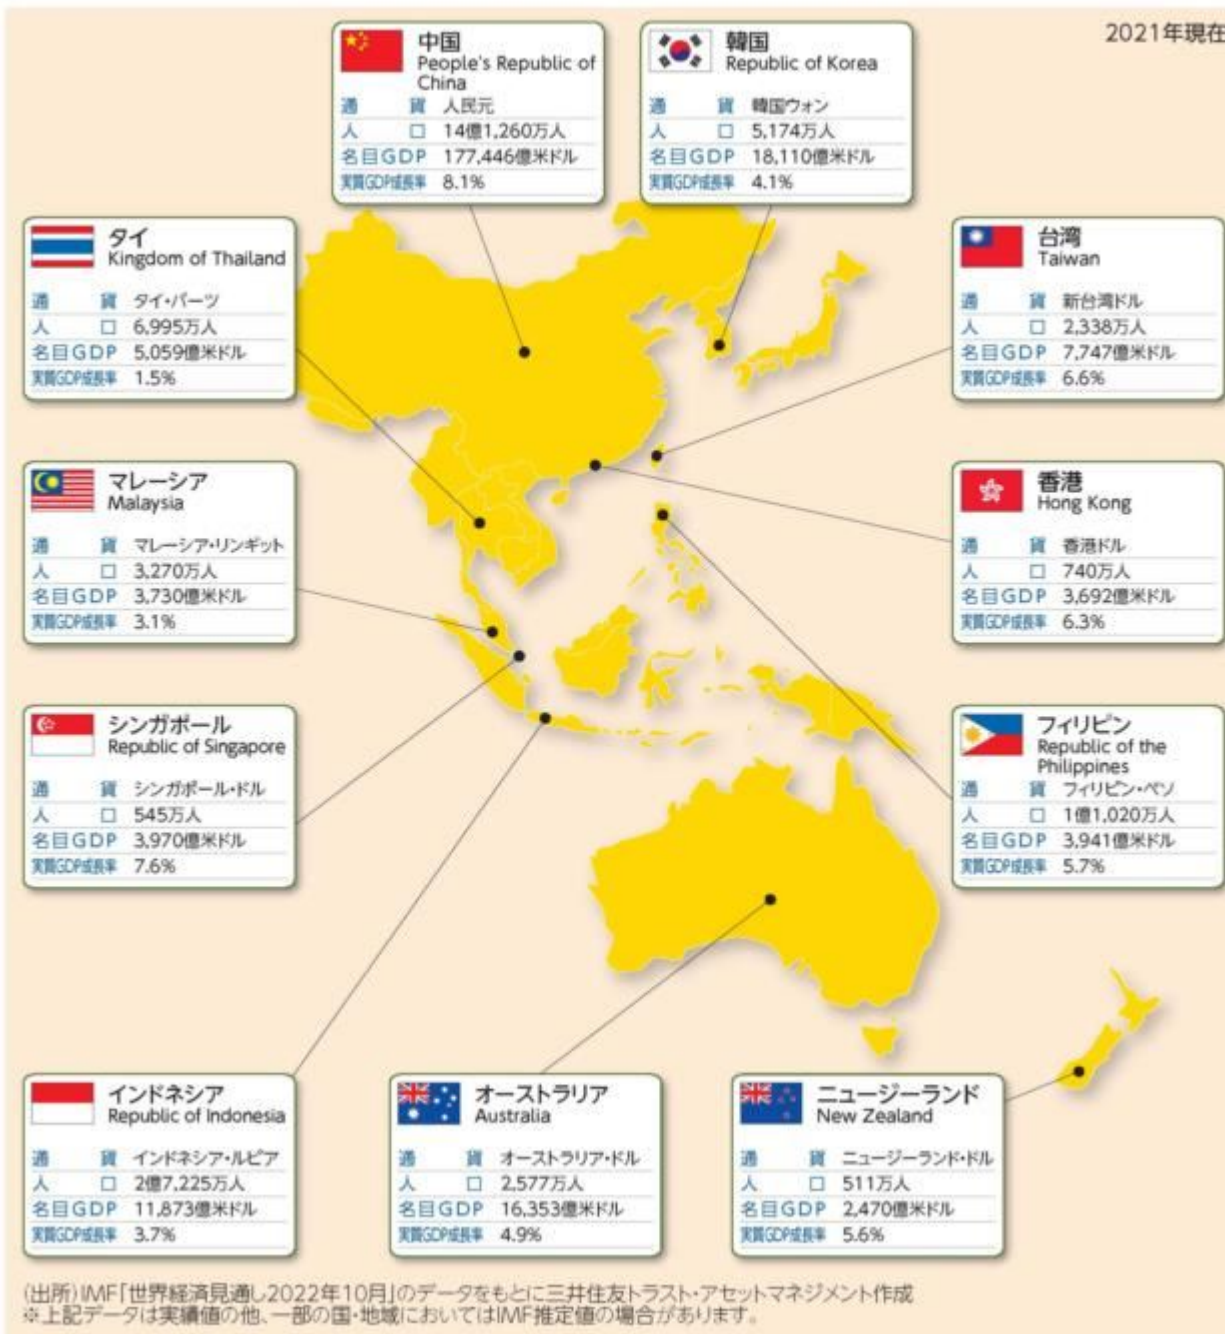 2021年現在
中国
People's Republic of
China
通貨 人民元
人口 14億1,260万人
名目GDP 177,446億米ドル
実質GDP成長率 8.1%
韓国
Republic of Korea
通貨 韓国ウォン
人口 5,174万人
名目GDP 18,110億米ドル
実質GDP成長率 4.1%
タイ
Kingdom of Thailand
通貨 タイ・バーツ
人口 6,995万人
名目GDP 5,059億米ドル
実質GDP成長率 1.5%
台湾
Taiwan
通貨 新台湾ドル
人口 2,338万人
名目GDP 7,747億米ドル
実質GDP成長率 6.6%
マレーシア
Malaysia
通貨 マレーシア・リンギット
人口 3,270万人
名目GDP 3,730億米ドル
実質GDP成長率 3.1%
香港
Hong Kong
通貨 香港ドル
人口 740万人
名目GDP 3,692億米ドル
実質GDP成長率 6.3%
シンガポール
Republic of Singapore
通貨 シンガポール・ドル
人口 545万人
名目GDP 3,970億米ドル
実質GDP成長率 7.6%
フィリピン
Republic of the
Philippines
通貨 フィリピン・ペソ
人口 1億1,020万人
名目GDP 3,941億米ドル
実質GDP成長率 5.7%
インドネシア
Republic of Indonesia
通貨 インドネシア・ルピア
人口 2億7,225万人
名目GDP 11,873億米ドル
実質GDP成長率 3.7%
オーストラリア
Australia
通貨 オーストラリア・ドル
人口 2,577万人
名目GDP 16,353億米ドル
実質GDP成長率 4.9%
ニュージーランド
New Zealand
通貨 ニュージーランド・ドル
人口 511万人
名目GDP 2,470億米ドル
実質GDP成長率 5.6%
(出所)IMF「世界経済見通し2022年10月」のデータをもとに三井住友トラスト・アセットマネジメント作成
※上記データは実績値の他、一部の国・地域においてはIMF推定値の場合があります。